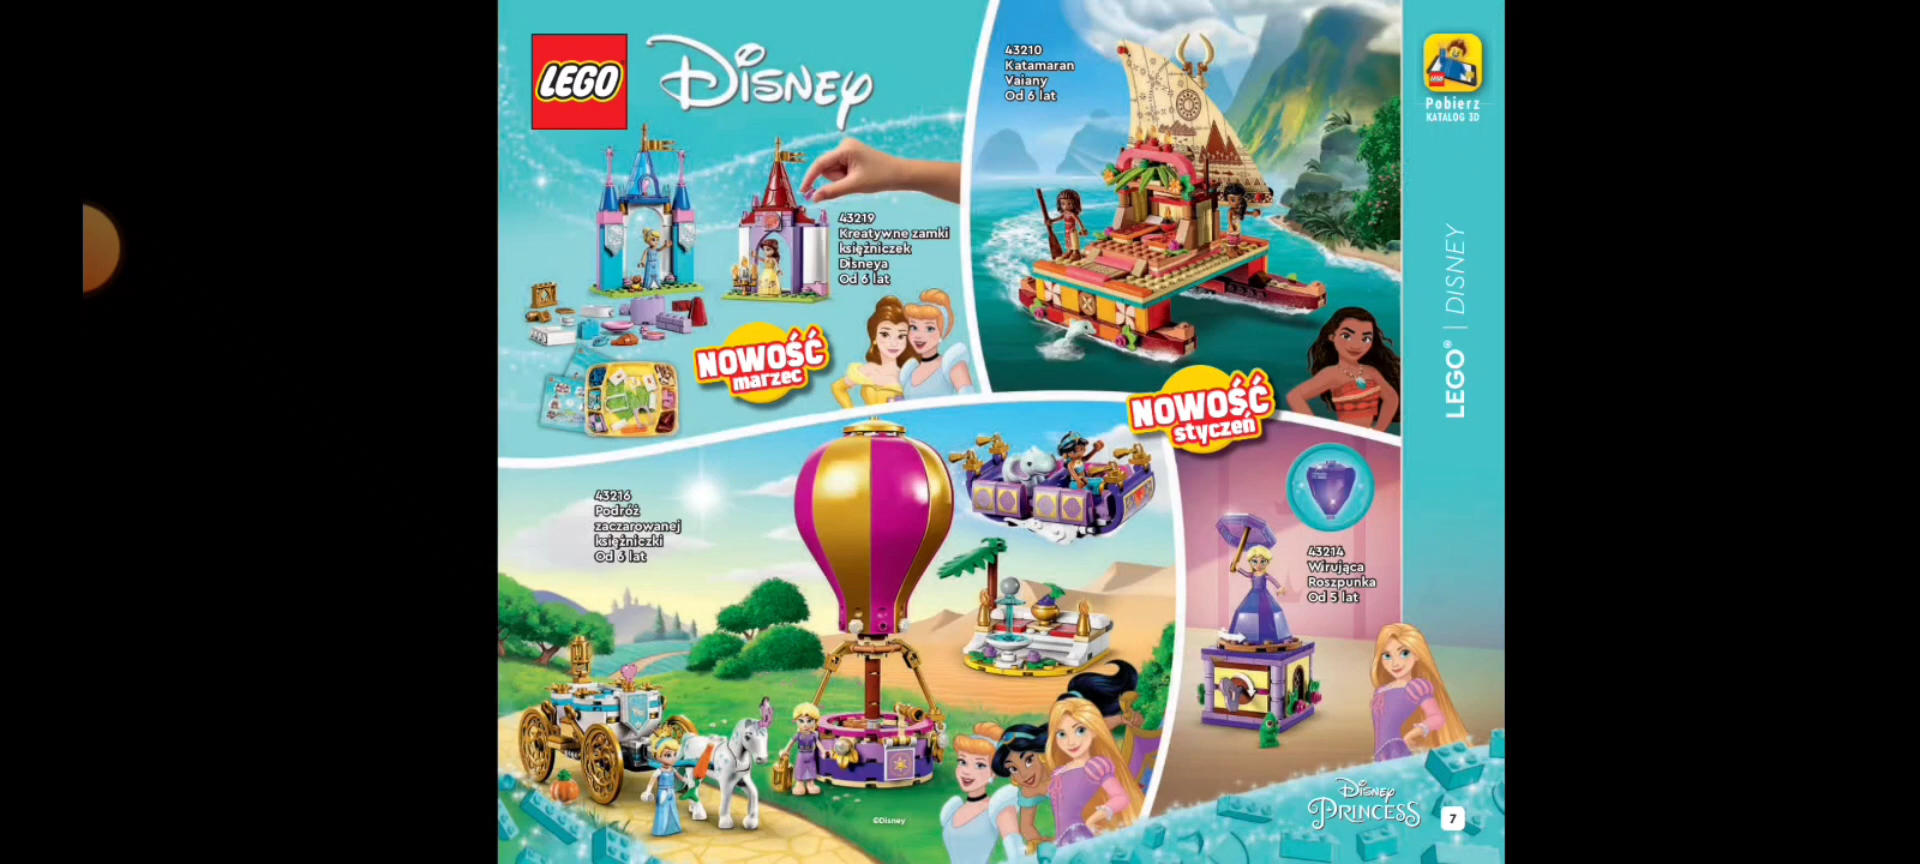 LEGO
Disney
43219
Kreatywne zamki
księżniczek
Disneya
Od 6 lat
NOWOŚĆ
marzec
43210
Katamaran
Vaiany
Od 6 lat
NOWOŚĆ
styczeń
Pobierz
KATALOG 3D
LEGO® | DISNEY
43216
Podróż
zaczarowanej
księżniczki
Od 6 lat
43214
Wirująca
Roszpunka
Od 5 lat
©Disney
Disney
PRINCESS
7